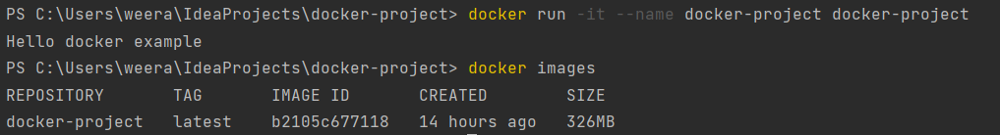 PS C:\Users\weera\IdeaProjects\docker-project> docker run -it --name docker-project docker-project
Hello docker example
PS C:\Users\weera\IdeaProjects\docker-project> docker images
REPOSITORY TAG IMAGE ID CREATED SIZE
docker-project latest b2105c677118 14 hours ago 326MB